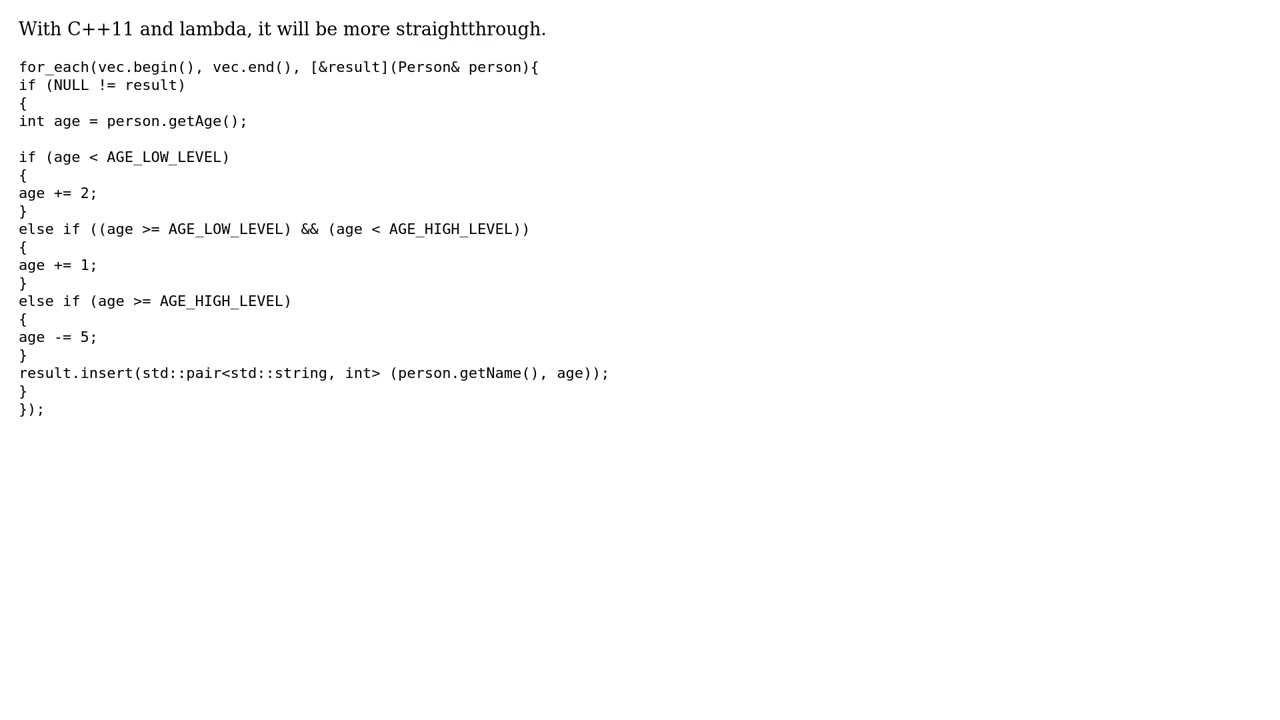 With C++11 and lambda, it will be more straightthrough.
for_each(vec.begin(), vec.end(), [&result](Person& person){
if (NULL != result)
{
int age = person.getAge();

if (age < AGE_LOW_LEVEL)
{
age += 2;
}
else if ((age >= AGE_LOW_LEVEL) && (age < AGE_HIGH_LEVEL))
{
age += 1;
}
else if (age >= AGE_HIGH_LEVEL)
{
age -= 5;
}
result.insert(std::pair<std::string, int> (person.getName(), age));
}
});